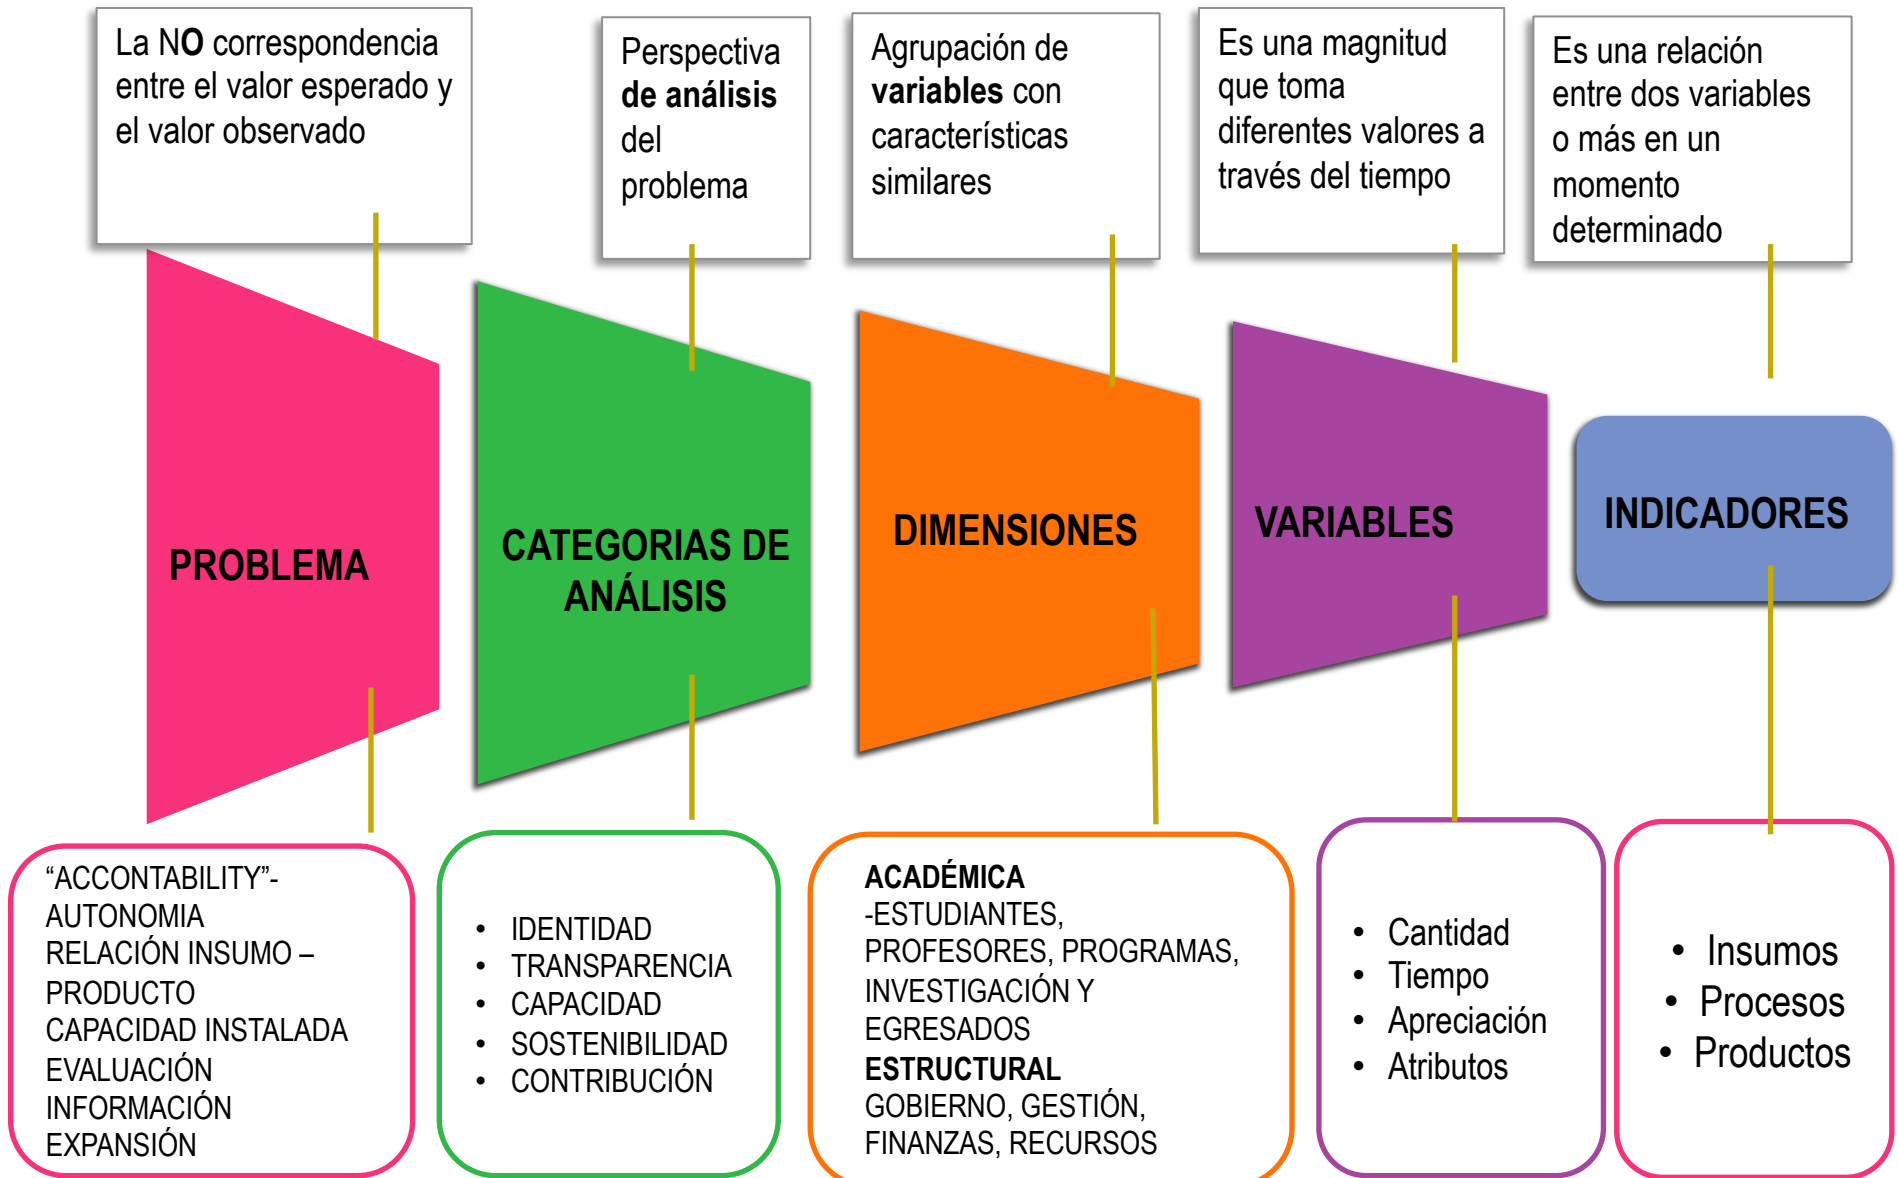 La NO correspondencia
entre el valor esperado y
el valor observado
Perspectiva
de análisis
del
problema
Agrupación de
variables con
características
similares
Es una magnitud
que toma
diferentes valores a
través del tiempo
Es una relación
entre dos variables
o más en un
momento
determinado
PROBLEMA
CATEGORIAS DE
ANÁLISIS
DIMENSIONES
VARIABLES
INDICADORES
“ACCONTABILITY”-
AUTONOMIA
RELACIÓN INSUMO –
PRODUCTO
CAPACIDAD INSTALADA
EVALUACIÓN
INFORMACIÓN
EXPANSIÓN
• IDENTIDAD
• TRANSPARENCIA
• CAPACIDAD
• SOSTENIBILIDAD
• CONTRIBUCIÓN
ACADÉMICA
-ESTUDIANTES,
PROFESORES, PROGRAMAS,
INVESTIGACIÓN Y
EGRESADOS
ESTRUCTURAL
GOBIERNO, GESTIÓN,
FINANZAS, RECURSOS
• Cantidad
• Tiempo
• Apreciación
• Atributos
• Insumos
• Procesos
• Productos